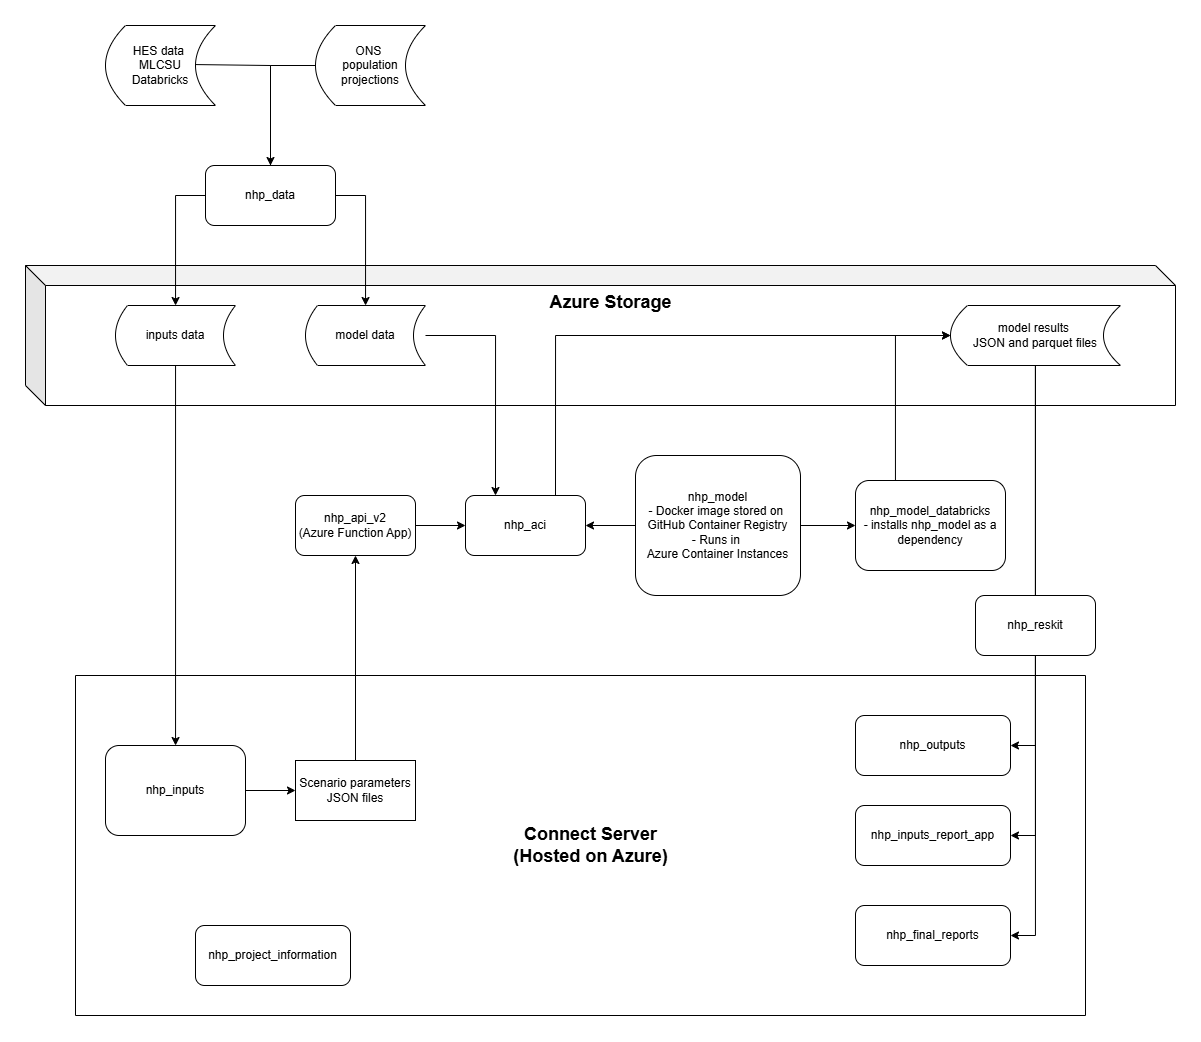 HES data
MLCSU
Databricks
ONS
population
projections
nhp_data
Azure Storage
inputs data
model data
model results
JSON and parquet files
nhp_api_v2
(Azure Function App)
nhp_aci
nhp_model
- Docker image stored on
GitHub Container Registry
- Runs in
Azure Container Instances
nhp_model_databricks
- installs nhp_model as a
dependency
nhp_reskit
nhp_inputs
Scenario parameters
JSON files
Connect Server
(Hosted on Azure)
nhp_outputs
nhp_inputs_report_app
nhp_final_reports
nhp_project_information